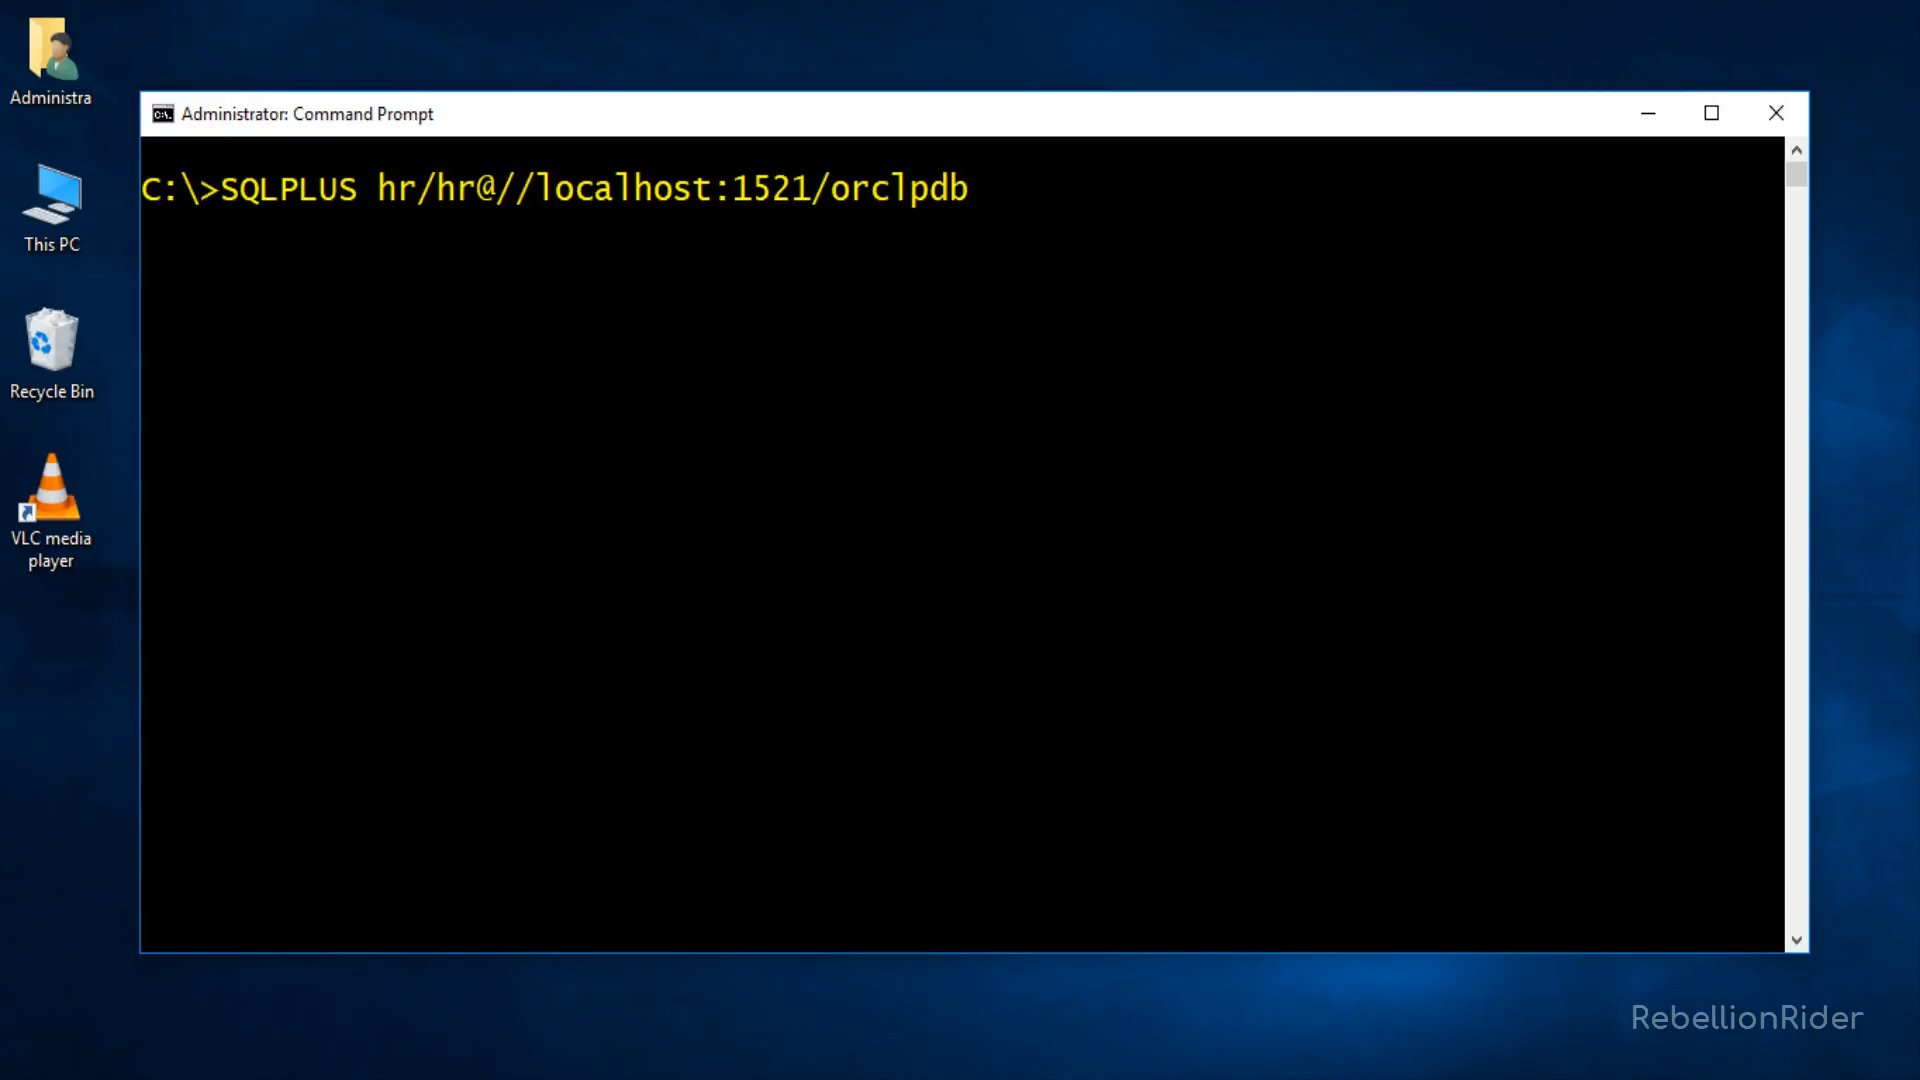 Administra
This PC
Recycle Bin
VLC media
player
C:\.
Administrator: Command Prompt
C:\>SQLPLUS hr/hr@//localhost:1521/orclpdb
RebellionRider